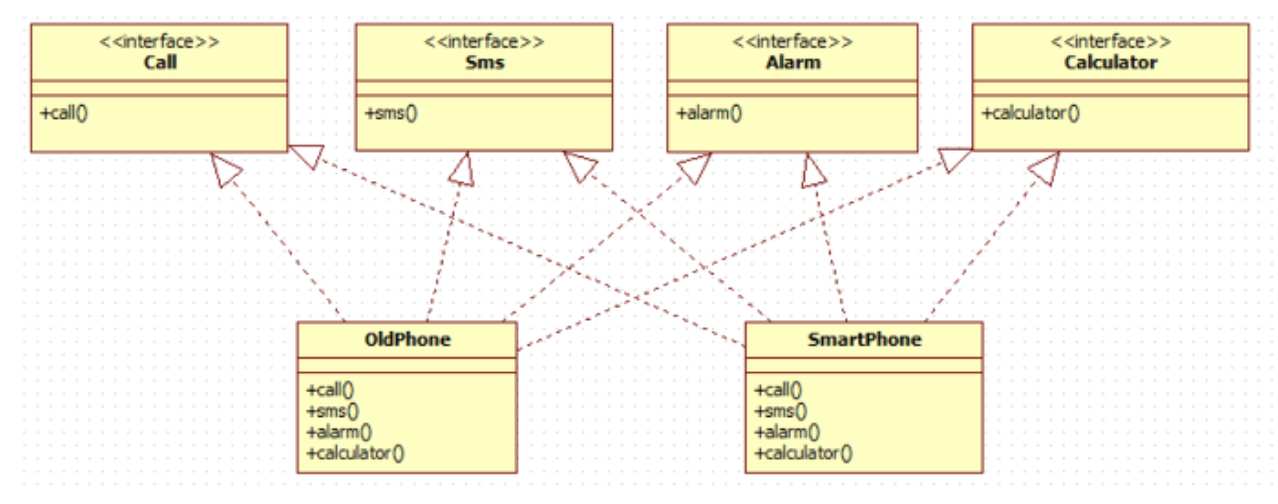 <<interface>>
Call
+call()
<<interface>>
Sms
+sms()
<<interface>>
Alarm
+alarm()
<<interface>>
Calculator
+calculator()
OldPhone
+call()
+sms()
+alarm()
+calculator()
SmartPhone
+call()
+sms()
+alarm()
+calculator()